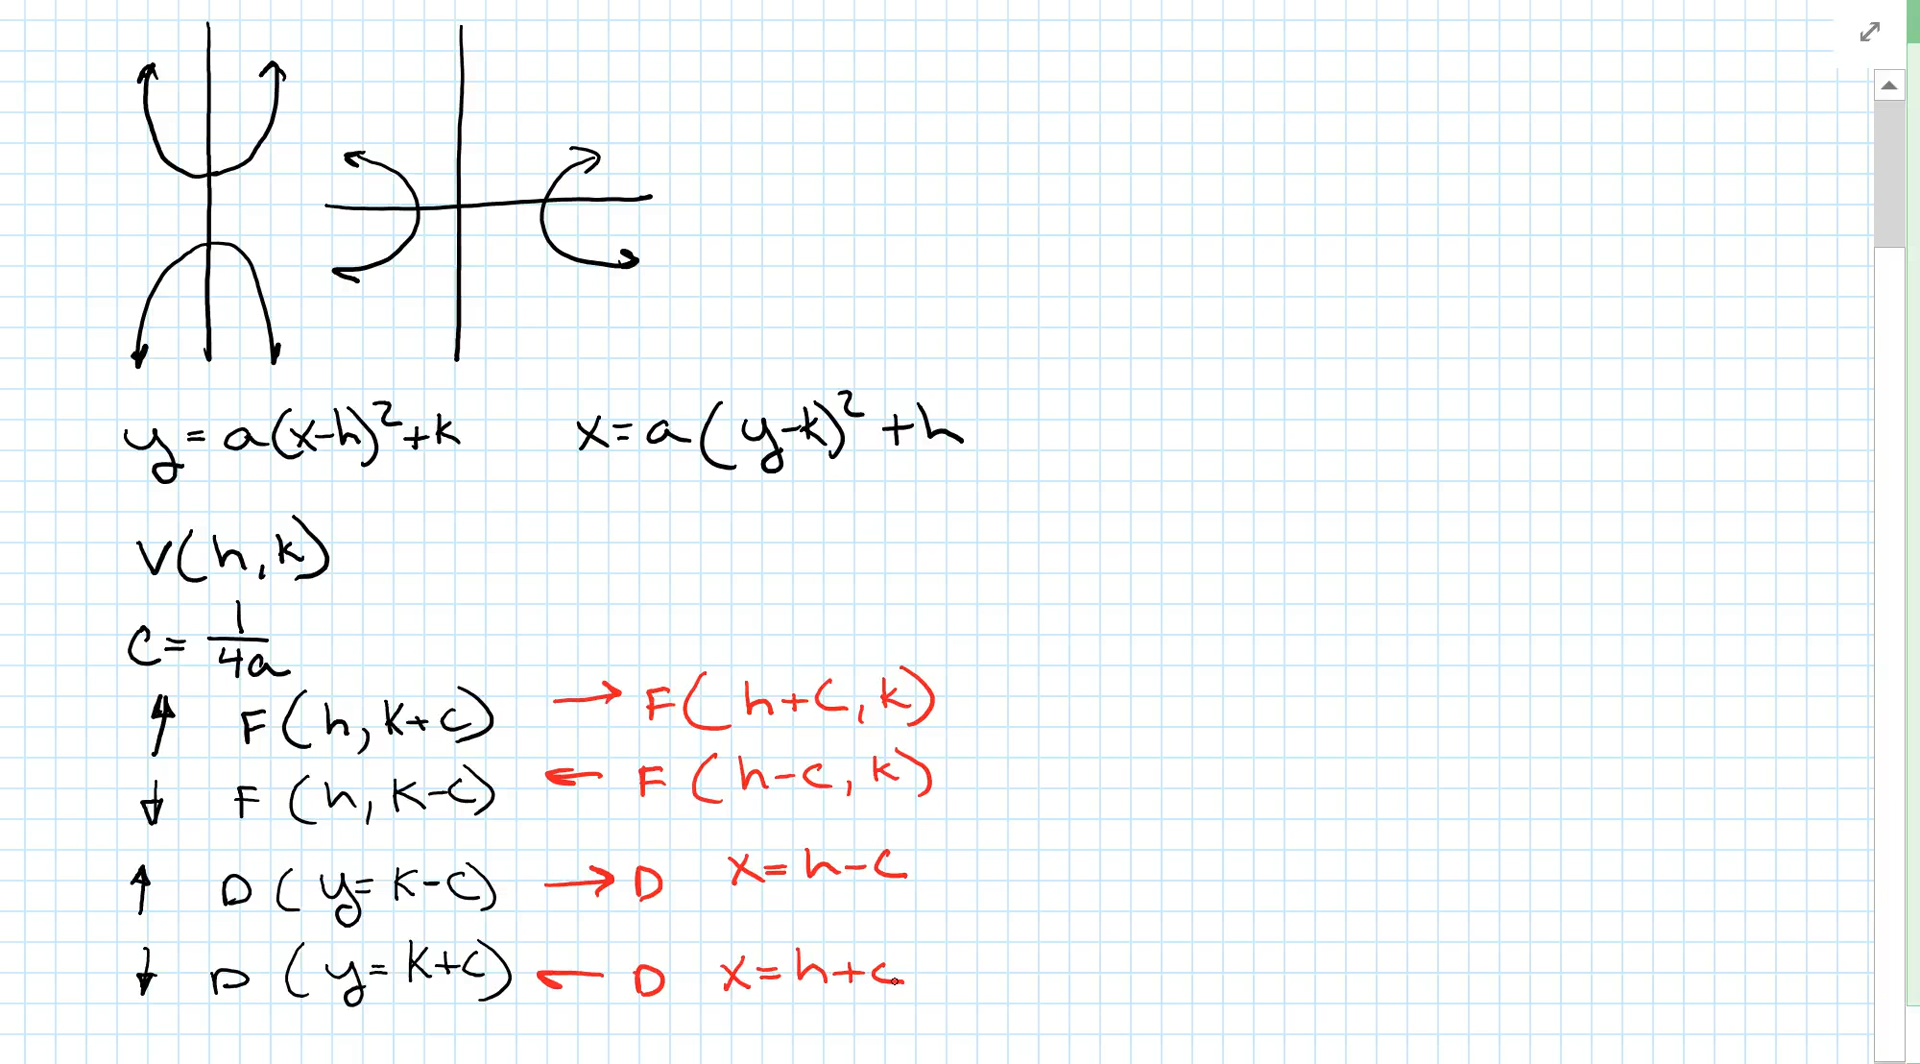 y = a(x-h)² + k    x = a(y-k)² + h
V(h, k)
c = 1/4a
↑ F(h, k+c)    → F(h+c, k)
↓ F(h, k-c)    ← F(h-c, k)
↑ D (y = k-c)    → D x = h-c
↓ D (y = k+c)    ← D x = h+c